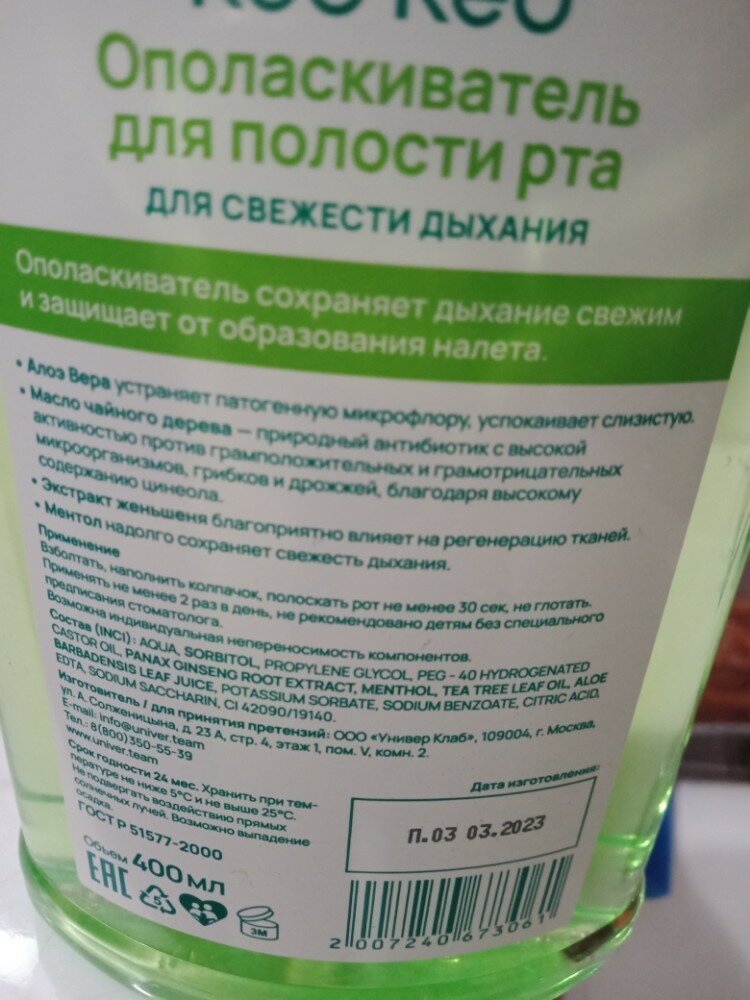 Ополаскиватель
для полости рта
ДЛЯ СВЕЖЕСТИ ДЫХАНИЯ
Ополаскиватель сохраняет дыхание свежим
и защищает от образования налета.
• Алоэ Вера устраняет патогенную микрофлору, успокаивает слизистую.
• Масло чайного дерева — природный антибиотик с высокой
активностью против грамположительных и грамотрицательных
микроорганизмов, грибков и дрожжей, благодаря высокому
содержанию цинеола.
• Экстракт женьшеня благоприятно влияет на регенерацию тканей.
• Ментол надолго сохраняет свежесть дыхания.
Применение
Взболтать, наполнить колпачок, полоскать рот не менее 30 сек, не глотать.
Применять не менее 2 раз в день, не рекомендовано детям без специального
предписания стоматолога.
Возможна индивидуальная непереносимость компонентов.
Состав (INCI): AQUA, SORBITOL, PROPYLENE GLYCOL, PEG - 40 HYDROGENATED
CASTOR OIL, PANAX GINSENG ROOT EXTRACT, MENTHOL, TEA TREE LEAF OIL, ALOE
BARBADENSIS LEAF JUICE, POTASSIUM SORBATE, SODIUM BENZOATE, CITRIC ACID,
EDTA, SODIUM SACCHARIN, CI 42090/19140.
Изготовитель / для принятия претензий: ООО «Универ Клаб», 109004, г. Москва,
ул. А. Солженицына, д. 23 А, стр. 4, этаж 1, пом. V, комн. 2.
E-mail: info@univer.team
Тел.: 8(800)350-55-39
www.univer.team
Срок годности 24 мес. Хранить при тем-
пературе не ниже 5°С и не выше 25°С.
Не подвергать воздействию прямых
солнечных лучей. Возможно выпадение
осадка.
ГОСТ Р 51577-2000
Объем 400 мл
Дата изготовления:
П.03 03.2023
EAC
5
3М
2 007240 673061